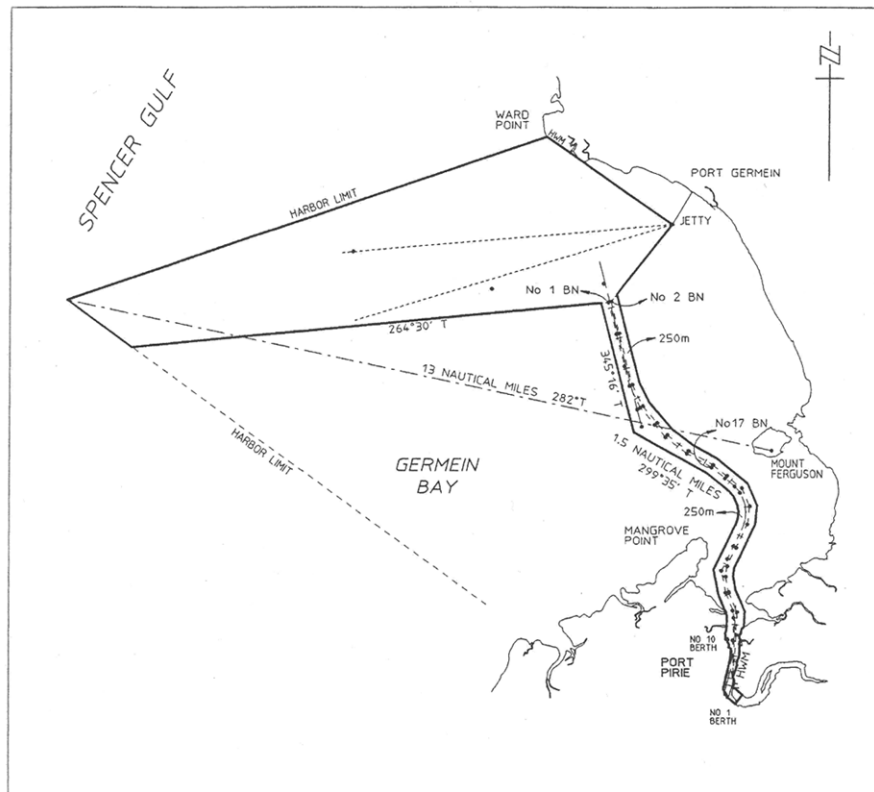 N
SPENCER GULF
WARD
POINT
HWM
PORT GERMEIN
HARBOR LIMIT
JETTY
No 1 BN
No 2 BN
264°30' T
250m
345°16' T
13 NAUTICAL MILES 282°T
No17 BN
HARBOR LIMIT
1.5 NAUTICAL MILES
299°35' T
MOUNT
FERGUSON
GERMEIN
BAY
250m
MANGROVE
POINT
NO 10
BERTH
PORT
PIRIE
HWM
NO 1
BERTH